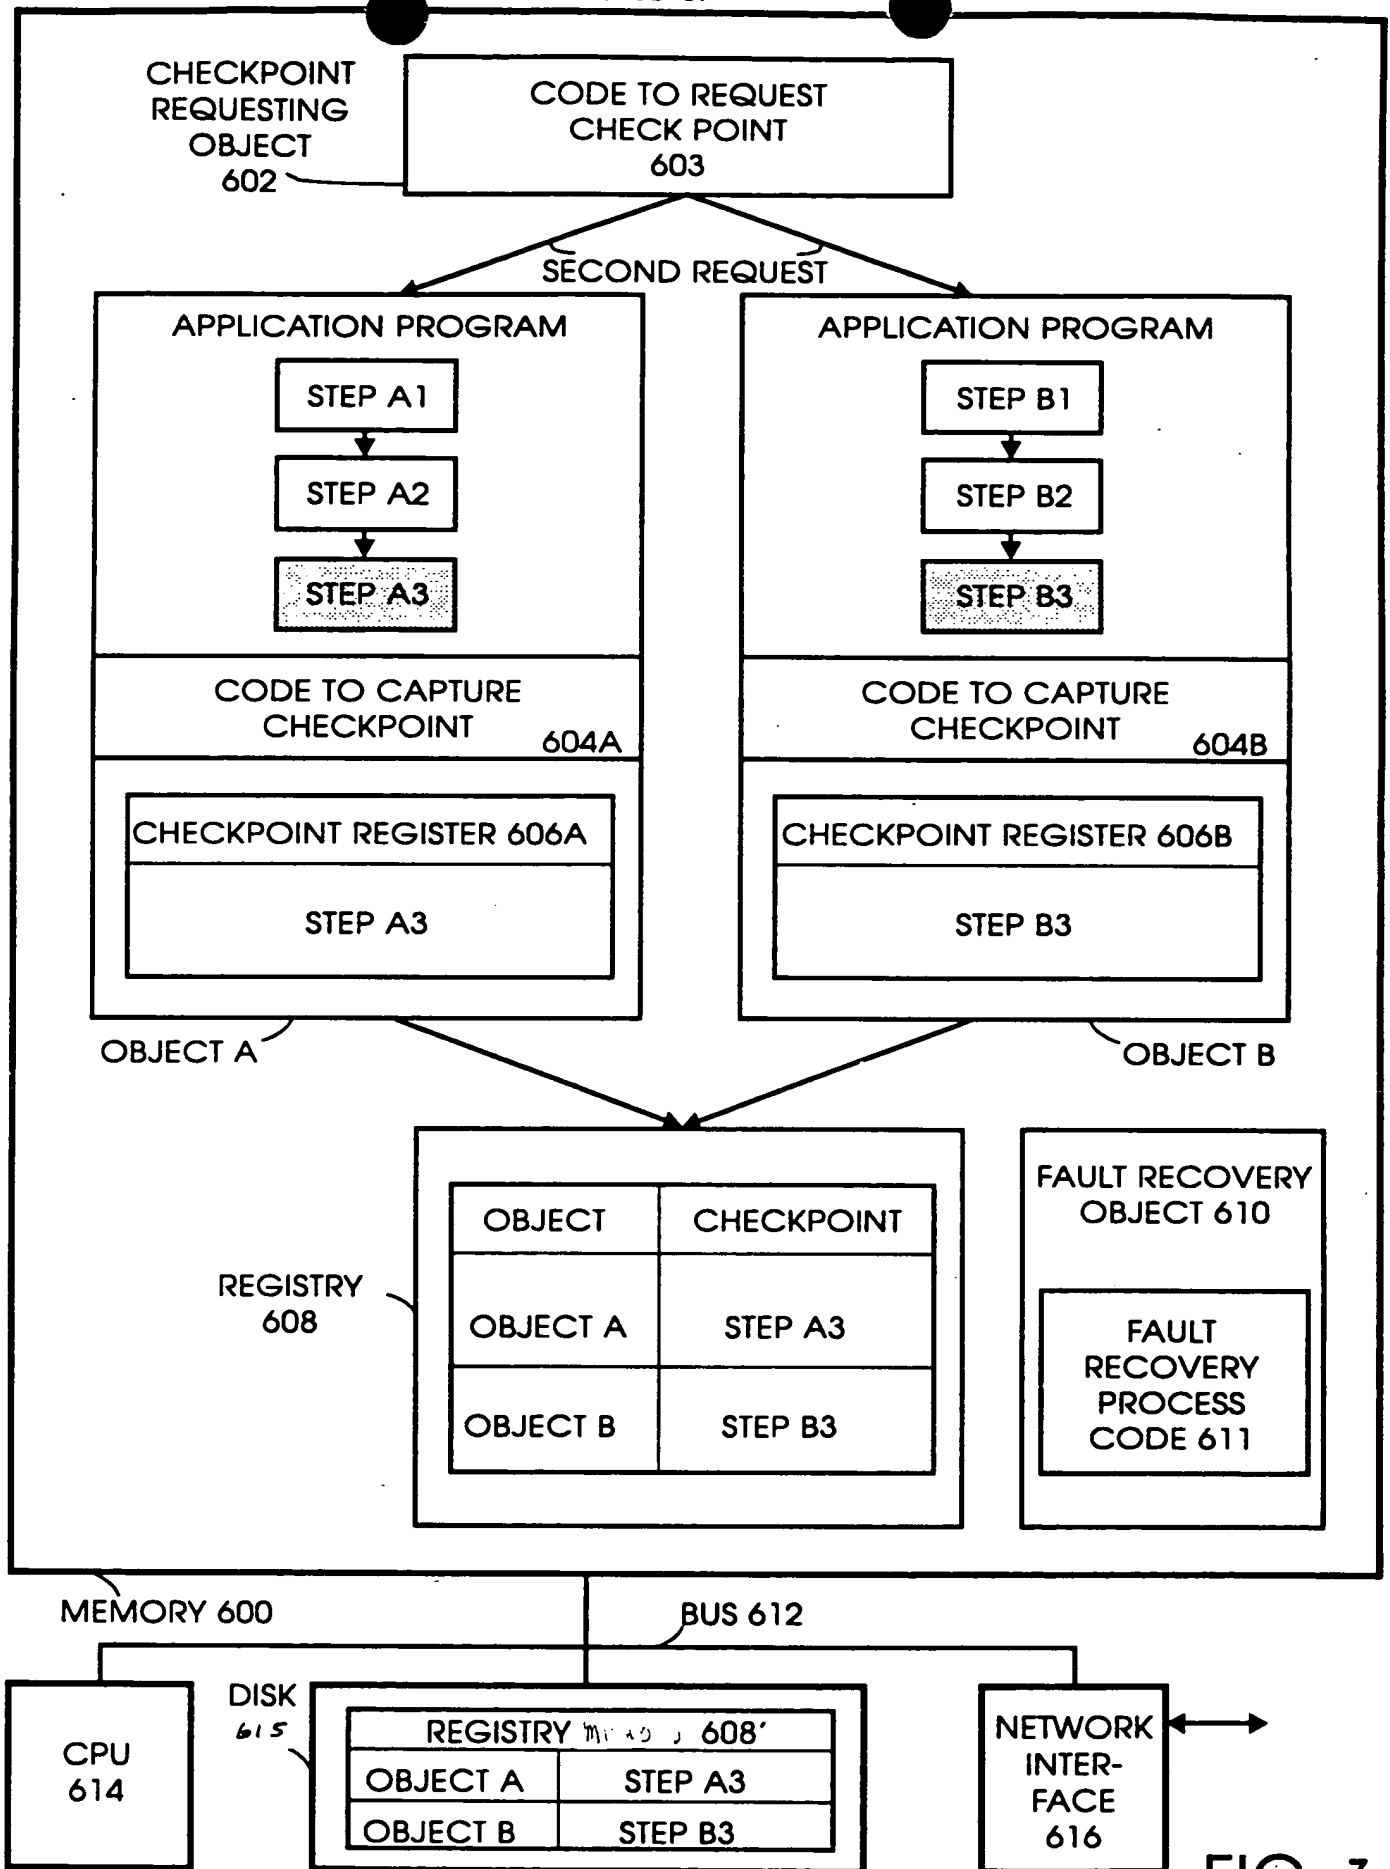 CHECKPOINT
REQUESTING
OBJECT
602
CODE TO REQUEST
CHECK POINT
603
SECOND REQUEST
APPLICATION PROGRAM
STEP A1
STEP A2
STEP A3
CODE TO CAPTURE
CHECKPOINT
604A
CHECKPOINT REGISTER 606A
STEP A3
OBJECT A
APPLICATION PROGRAM
STEP B1
STEP B2
STEP B3
CODE TO CAPTURE
CHECKPOINT
604B
CHECKPOINT REGISTER 606B
STEP B3
OBJECT B
REGISTRY
608
OBJECT CHECKPOINT
OBJECT A STEP A3
OBJECT B STEP B3
FAULT RECOVERY
OBJECT 610
FAULT
RECOVERY
PROCESS
CODE 611
MEMORY 600
BUS 612
CPU
614
DISK
615
REGISTRY 608'
OBJECT A STEP A3
OBJECT B STEP B3
NETWORK
INTER-
FACE
616